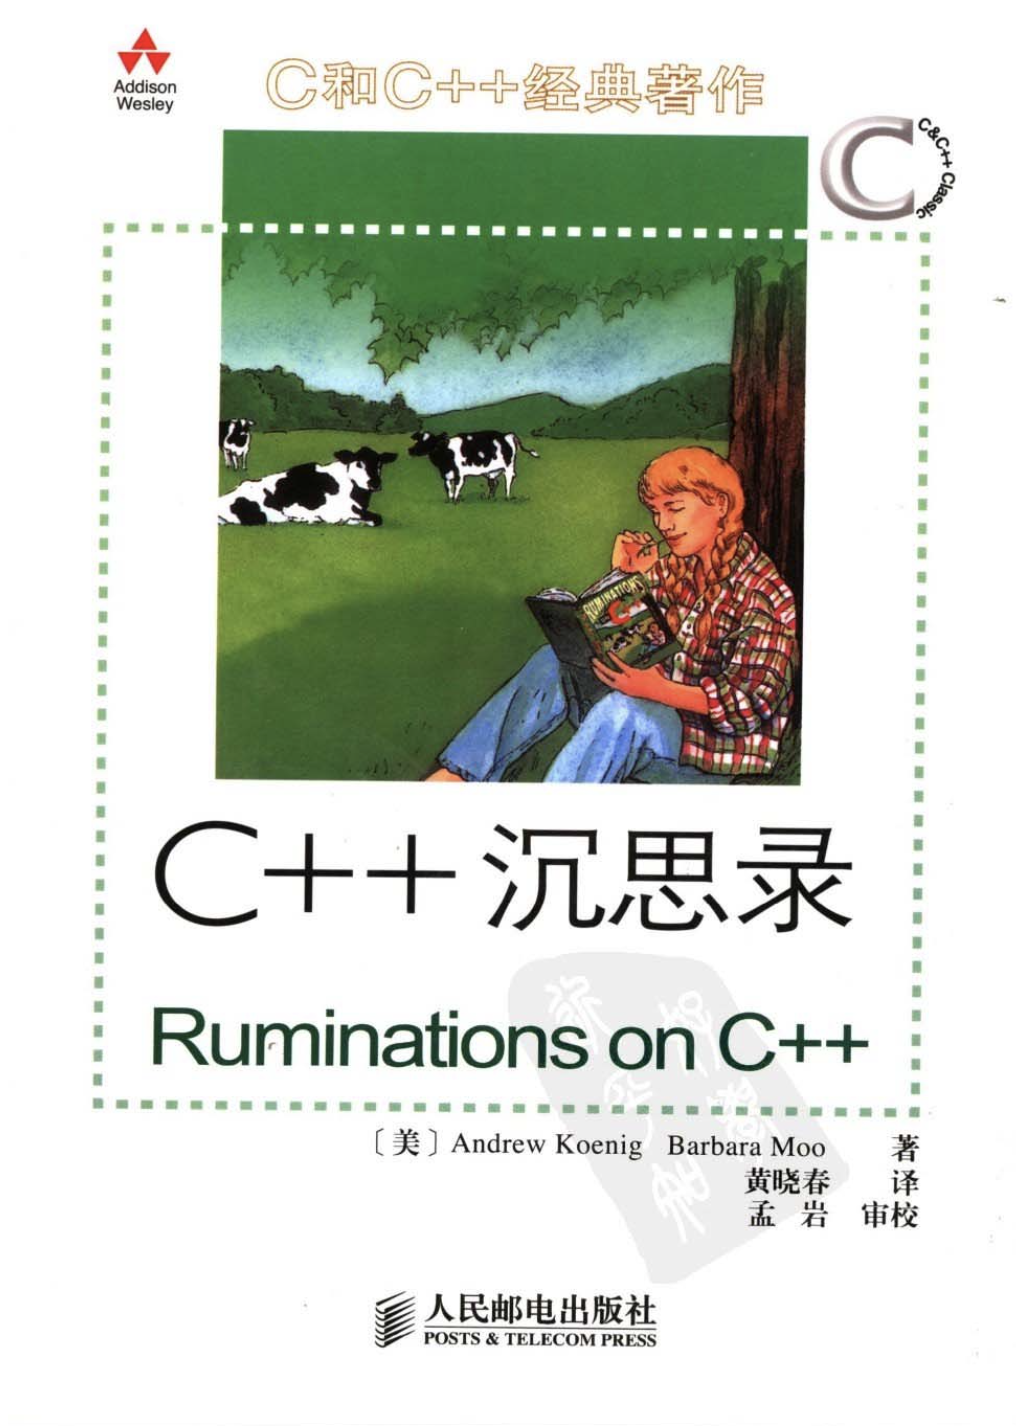 Addison
Wesley
C和C++经典著作
C&C++ Classic
RUMINATIONS
C++沉思录
Ruminations on C++
〔美〕Andrew Koenig Barbara Moo 著
黄晓春 译
孟岩 审校
人民邮电出版社
POSTS & TELECOM PRESS